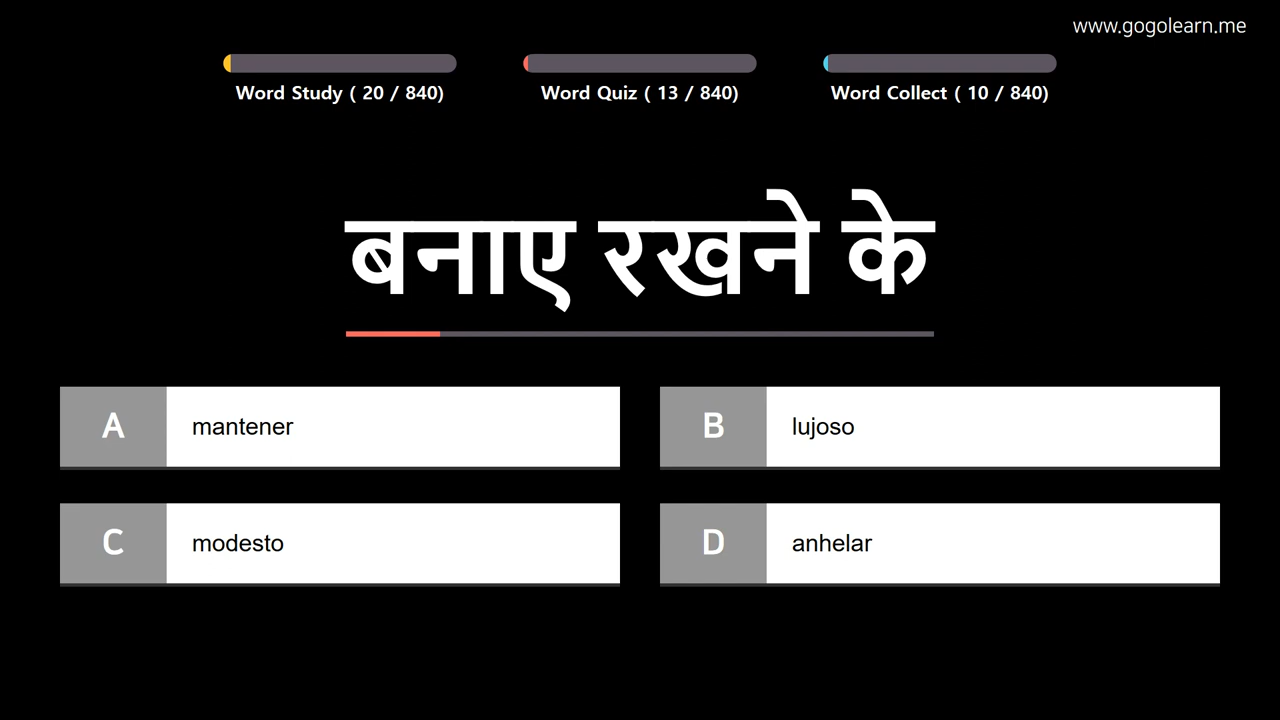 www.gogolearn.me
Word Study ( 20 / 840)
Word Quiz ( 13 / 840)
Word Collect ( 10 / 840)
बनाए रखने के
A mantener
B lujoso
C modesto
D anhelar